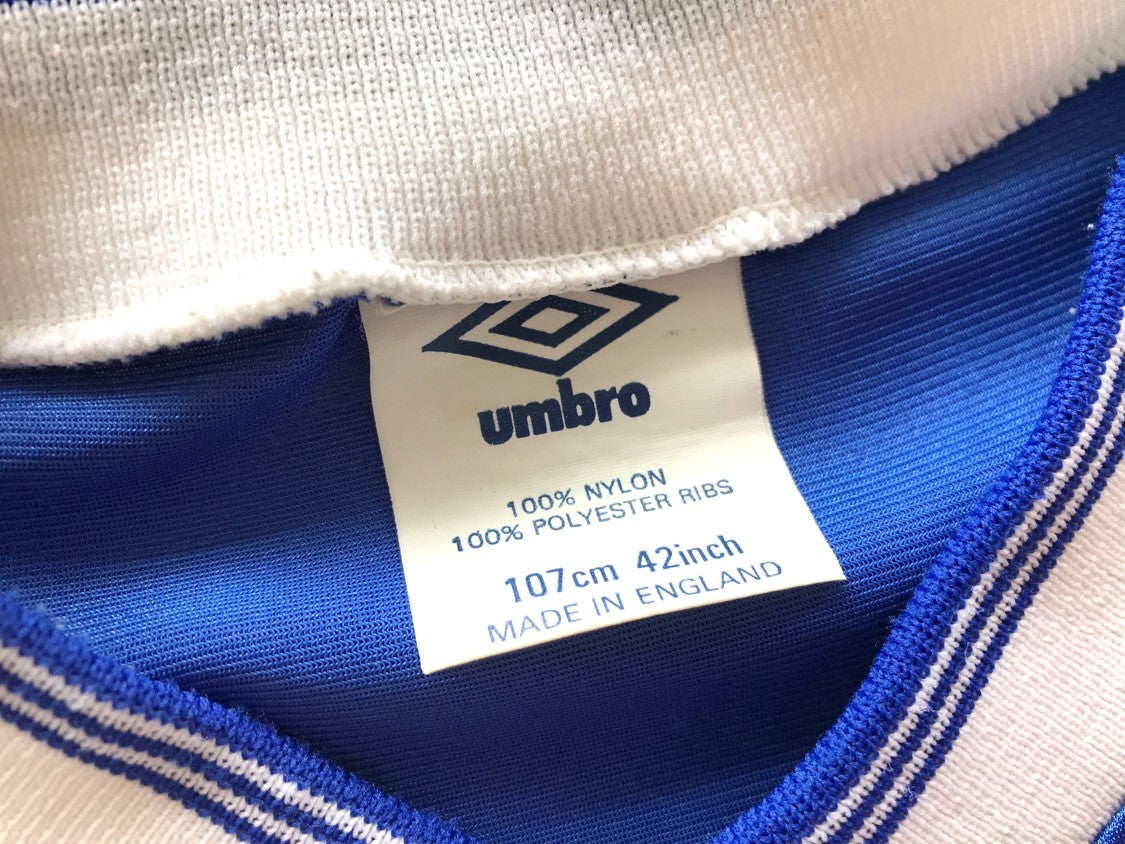 umbro
100% NYLON
100% POLYESTER RIBS
107cm 42inch
MADE IN ENGLAND